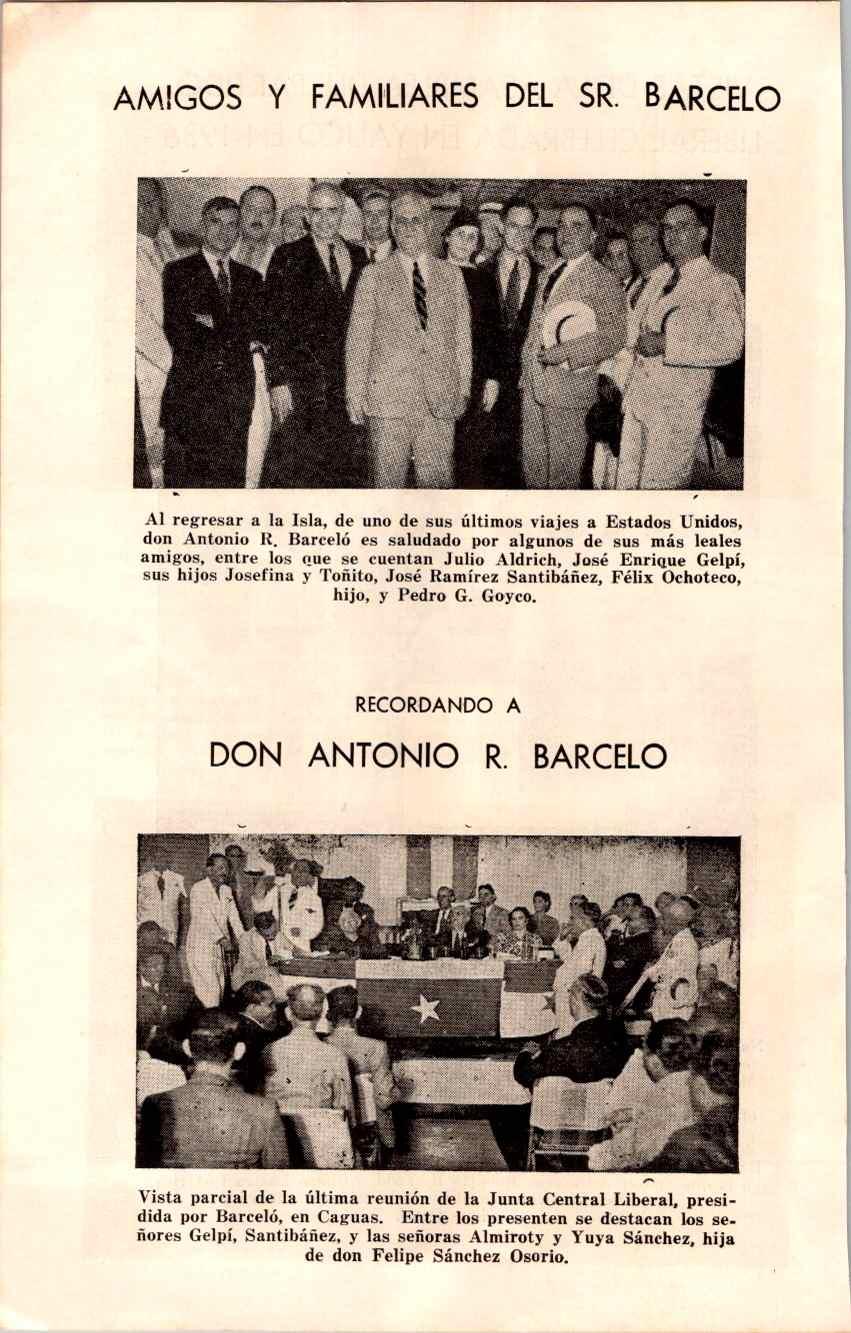 AMIGOS Y FAMILIARES DEL SR. BARCELO
Al regresar a la Isla, de uno de sus últimos viajes a Estados Unidos,
don Antonio R. Barceló es saludado por algunos de sus más leales
amigos, entre los que se cuentan Julio Aldrich, José Enrique Gelpí,
sus hijos Josefina y Toñito, José Ramírez Santibáñez, Félix Ochoteco,
hijo, y Pedro G. Goyco.
RECORDANDO A
DON ANTONIO R. BARCELO
Vista parcial de la última reunión de la Junta Central Liberal, presi-
dida por Barceló, en Caguas. Entre los presenten se destacan los se-
ñores Gelpí, Santibáñez, y las señoras Almiroty y Yuya Sánchez, hija
de don Felipe Sánchez Osorio.